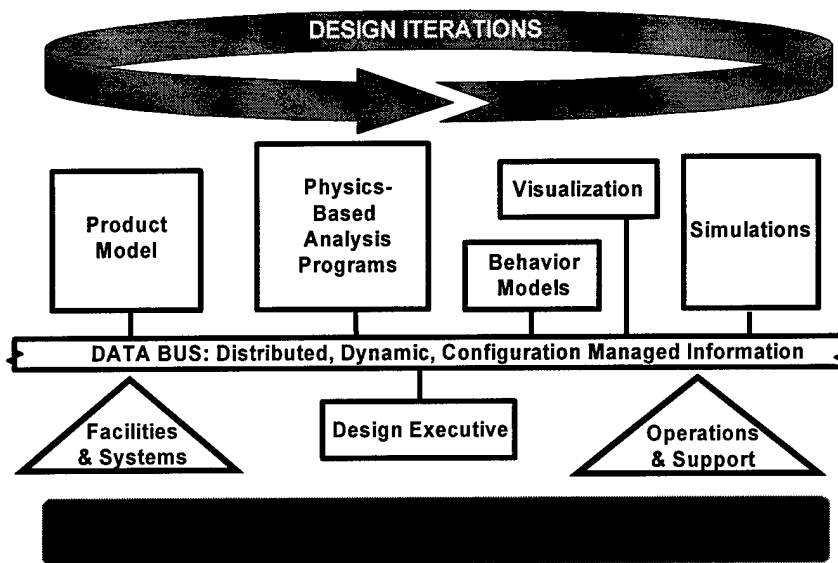 DESIGN ITERATIONS
Product
Model
Physics-
Based
Analysis
Programs
Visualization
Behavior
Models
Simulations
DATA BUS: Distributed, Dynamic, Configuration Managed Information
Facilities
& Systems
Design Executive
Operations
& Support